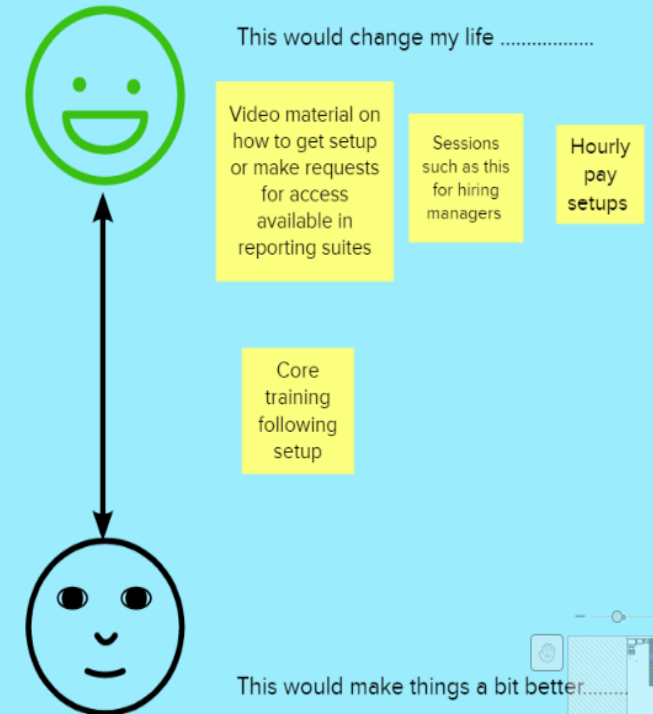 This would change my life ..................
Video material on
how to get setup
or make requests
for access
available in
reporting suites
Sessions
such as this
for hiring
managers
Hourly
pay
setups
Core
training
following
setup
This would make things a bit better.........